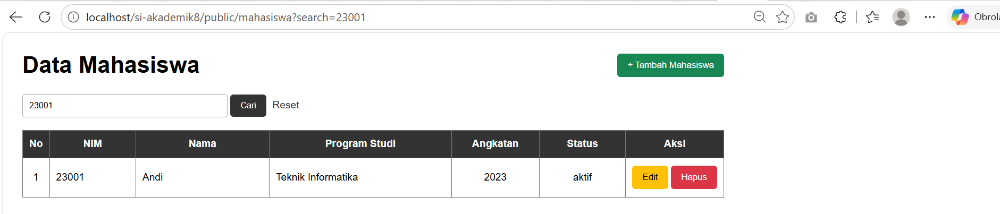 localhost/si-akademik8/public/mahasiswa?search=23001
Data Mahasiswa
+ Tambah Mahasiswa
23001 Cari Reset
No NIM Nama Program Studi Angkatan Status Aksi
1 23001 Andi Teknik Informatika 2023 aktif Edit Hapus